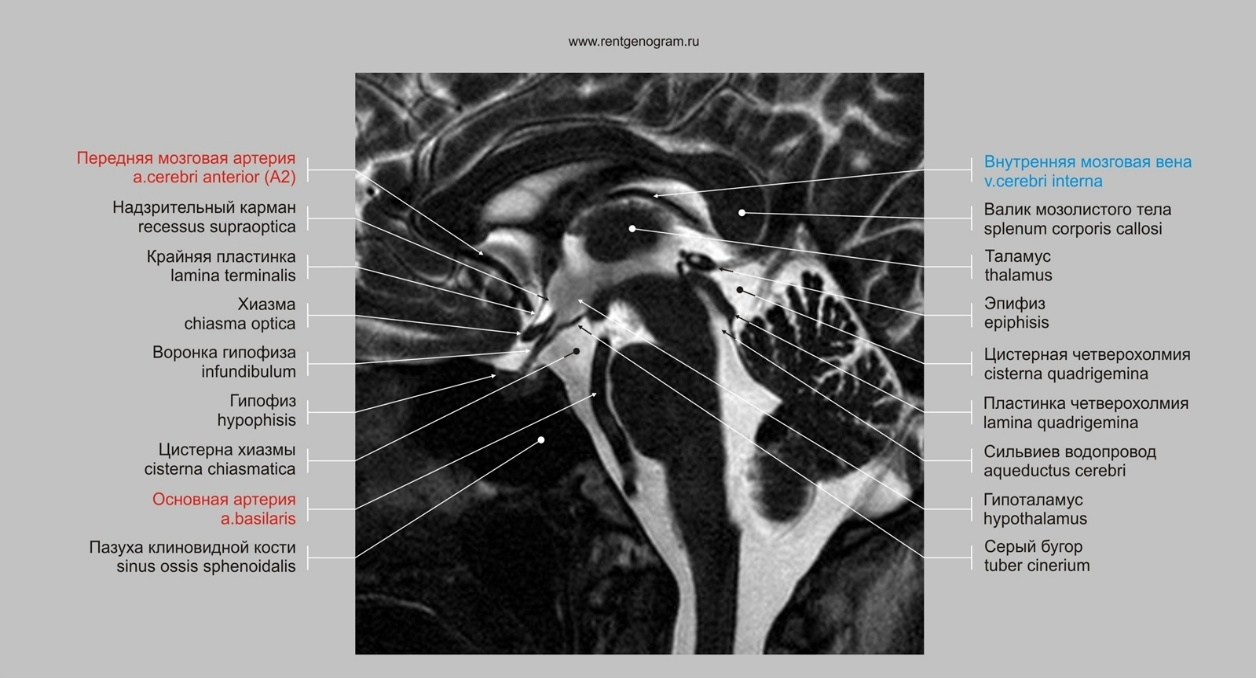 www.rentgenogram.ru
Передняя мозговая артерия
a.cerebri anterior (A2)
Надзрительный карман
recessus supraoptica
Крайняя пластинка
lamina terminalis
Хиазма
chiasma optica
Воронка гипофиза
infundibulum
Гипофиз
hypophisis
Цистерна хиазмы
cisterna chiasmatica
Основная артерия
a.basilaris
Пазуха клиновидной кости
sinus ossis sphenoidalis
Внутренняя мозговая вена
v.cerebri interna
Валик мозолистого тела
splenum corporis callosi
Таламус
thalamus
Эпифиз
epiphisis
Цистерная четверохолмия
cisterna quadrigemina
Пластинка четверохолмия
lamina quadrigemina
Сильвиев водопровод
aqueductus cerebri
Гипоталамус
hypothalamus
Серый бугор
tuber cinerium